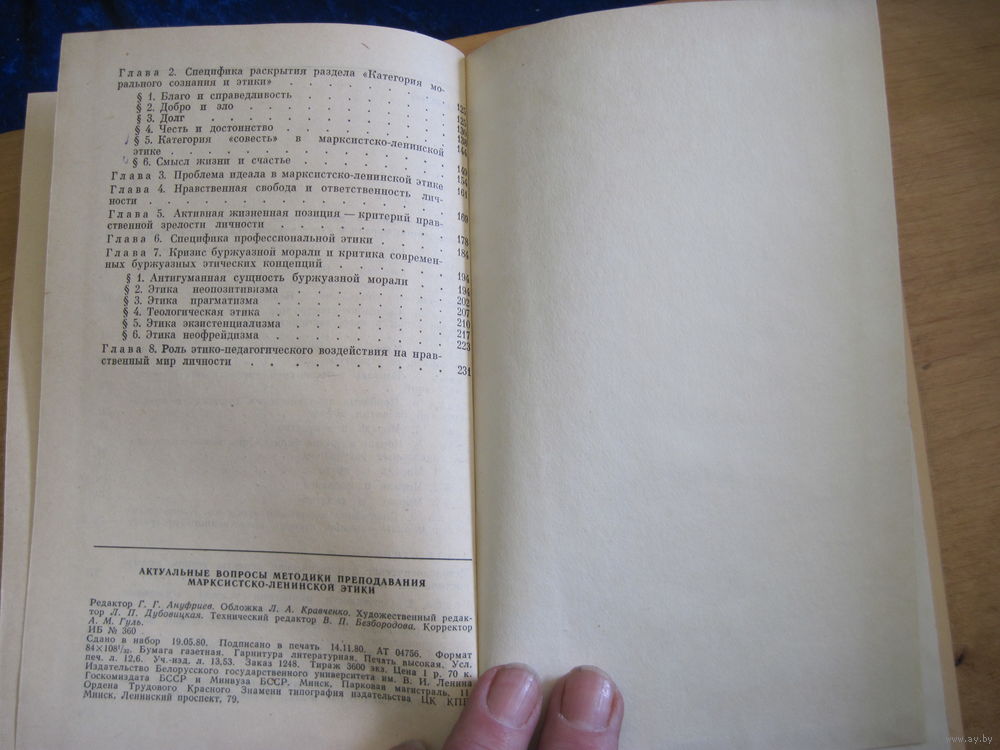 Глава 2. Специфика раскрытия раздела «Категория мо-
рального сознания и этики» . . . . . . . . 127
§ 1. Благо и справедливость . . . . . . .
§ 2. Добро и зло . . . . . . . . .
§ 3. Долг . . . . . . . . . .
§ 4. Честь и достоинство . . . . . . . .
§ 5. Категория «совесть» в марксистско-ленинской
этике . . . . . . . . . . . 149
§ 6. Смысл жизни и счастье . . . . . . . 154
Глава 3. Проблема идеала в марксистско-ленинской этике 161
Глава 4. Нравственная свобода и ответственность лич-
ности . . . . . . . . . . . 169
Глава 5. Активная жизненная позиция — критерий нрав-
ственной зрелости личности . . . . . . . 178
Глава 6. Специфика профессиональной этики . . . . 184
Глава 7. Кризис буржуазной морали и критика современ-
ных буржуазных этических концепций . . . . . 194
§ 1. Антигуманная сущность буржуазной морали . . 194
§ 2. Этика неопозитивизма . . . . . . . 202
§ 3. Этика прагматизма . . . . . . . . 207
§ 4. Теологическая этика . . . . . . . . 210
§ 5. Этика экзистенциализма . . . . . . . 217
§ 6. Этика неофрейдизма . . . . . . . . 223
Глава 8. Роль этико-педагогического воздействия на нрав-
ственный мир личности . . . . . . . . 231
АКТУАЛЬНЫЕ ВОПРОСЫ МЕТОДИКИ ПРЕПОДАВАНИЯ
МАРКСИСТСКО-ЛЕНИНСКОЙ ЭТИКИ
Редактор Г. Г. Ануфриев. Обложка Л. А. Кравченко. Художественный редак-
тор Л. П. Дубовицкая. Технический редактор В. П. Безбородова. Корректор
А. М. Гуль.
ИБ № 360
Сдано в набор 19.05.80. Подписано в печать 14.11.80. АТ 04756. Формат
84×108¹/₃₂. Бумага газетная. Гарнитура литературная. Печать высокая. Усл.
печ. л. 12,6. Уч.-изд. л. 13,53. Заказ 1248. Тираж 3600 экз. Цена 1 р. 70 к.
Издательство Белорусского государственного университета им. В. И. Ленина
Госкомиздата БССР и Минвуза БССР. Минск, Парковая магистраль, 11.
Ордена Трудового Красного Знамени типография издательства ЦК КПБ
Минск, Ленинский проспект, 79.
www.ay.by